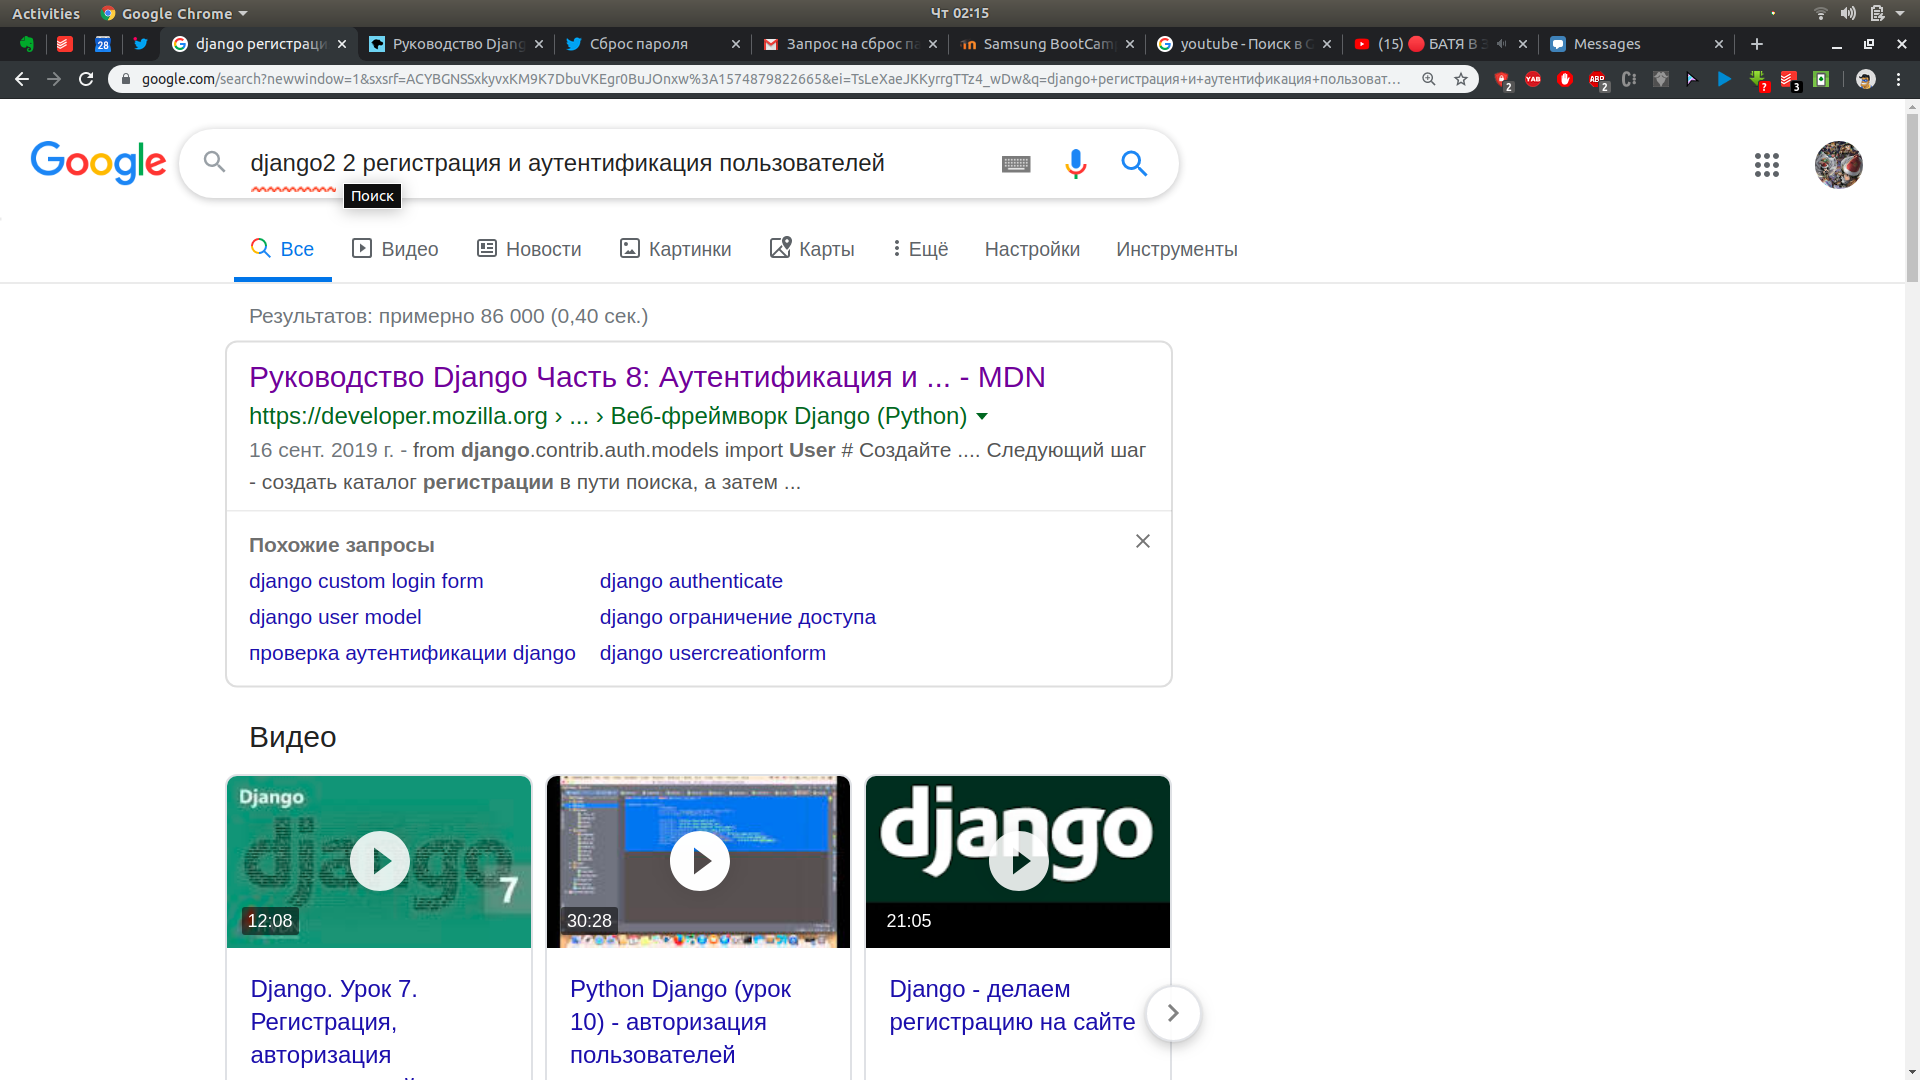 Activities Google Chrome Чт 02:15
28 django регистраци Руководство Djang Сброс пароля Запрос на сброс па Samsung BootCam youtube - Поиск в G (15) БАТЯ В З Messages
google.com/search?newwindow=1&sxsrf=ACYBGNSSxkyvxKM9K7DbuVKEgr0BuJOnxw%3A1574879822665&ei=TsLeXaeJKKyrrgTTz4_wDw&q=django+регистрация+и+аутентификация+пользоват... 2 YAB ABP 2 ? 3
Google django2 2 регистрация и аутентификация пользователей
Поиск
Все Видео Новости Картинки Карты Ещё Настройки Инструменты
Результатов: примерно 86 000 (0,40 сек.)
Руководство Django Часть 8: Аутентификация и ... - MDN
https://developer.mozilla.org › ... › Веб-фреймворк Django (Python)
16 сент. 2019 г. - from django.contrib.auth.models import User # Создайте .... Следующий шаг
- создать каталог регистрации в пути поиска, а затем ...
Похожие запросы
django custom login form django authenticate
django user model django ограничение доступа
проверка аутентификации django django usercreationform
Видео
Django
django django
7
12:08 30:28 21:05
Django. Урок 7. Python Django (урок Django - делаем
Регистрация, 10) - авторизация регистрацию на сайте
авторизация пользователей